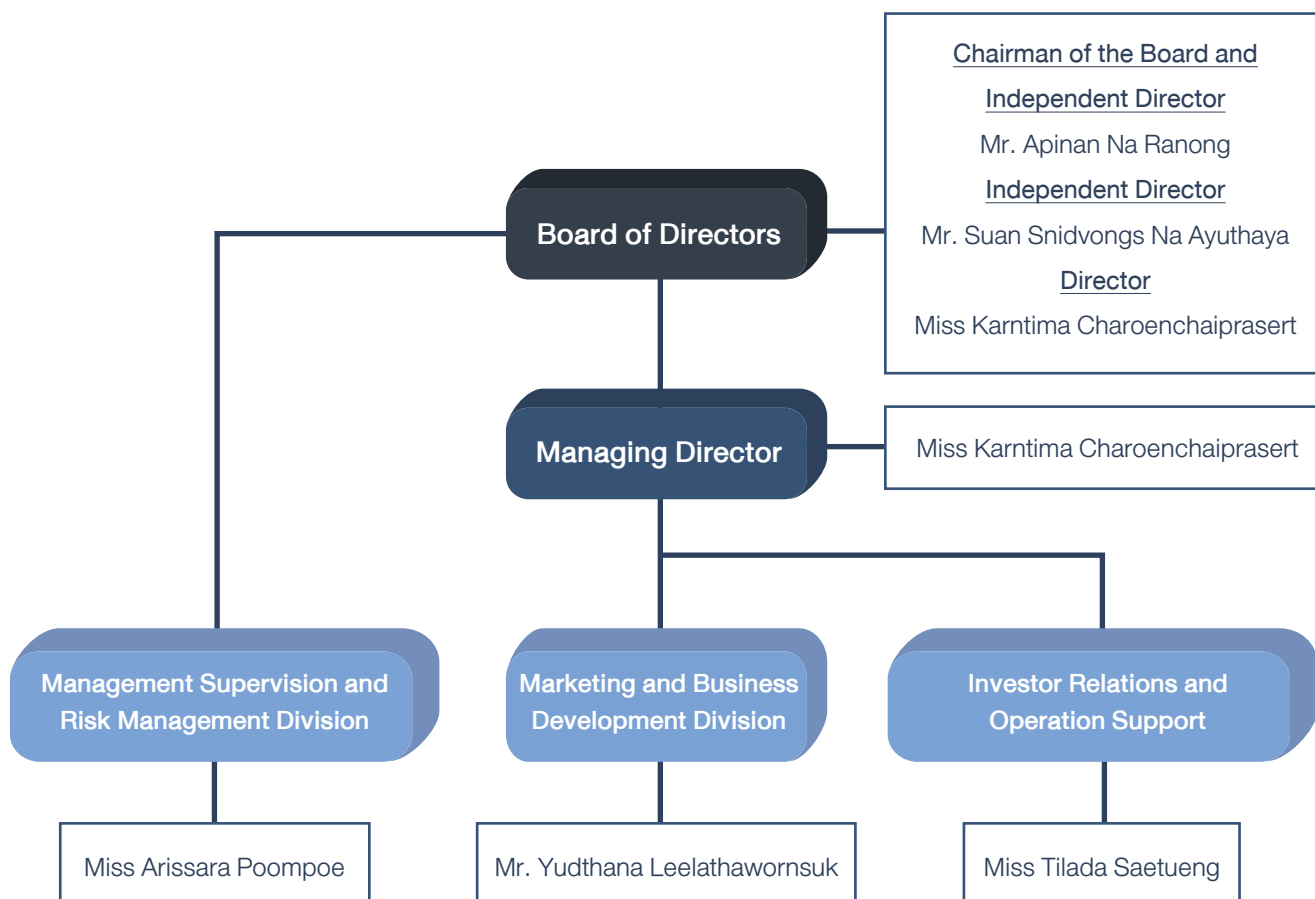 Chairman of the Board and
Independent Director
Mr. Apinan Na Ranong
Independent Director
Mr. Suan Snidvongs Na Ayuthaya
Director
Miss Karntima Charoenchaiprasert
Board of Directors
Managing Director
Miss Karntima Charoenchaiprasert
Management Supervision and
Risk Management Division
Marketing and Business
Development Division
Investor Relations and
Operation Support
Miss Arissara Poompoe
Mr. Yudthana Leelathawornsuk
Miss Tilada Saetueng